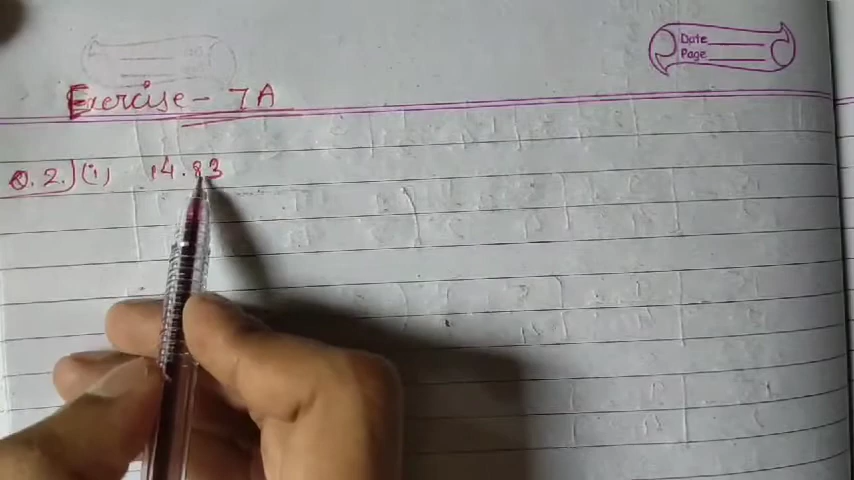 Date
Page
Exercise - 7A
Q.2.) (i) 14.83